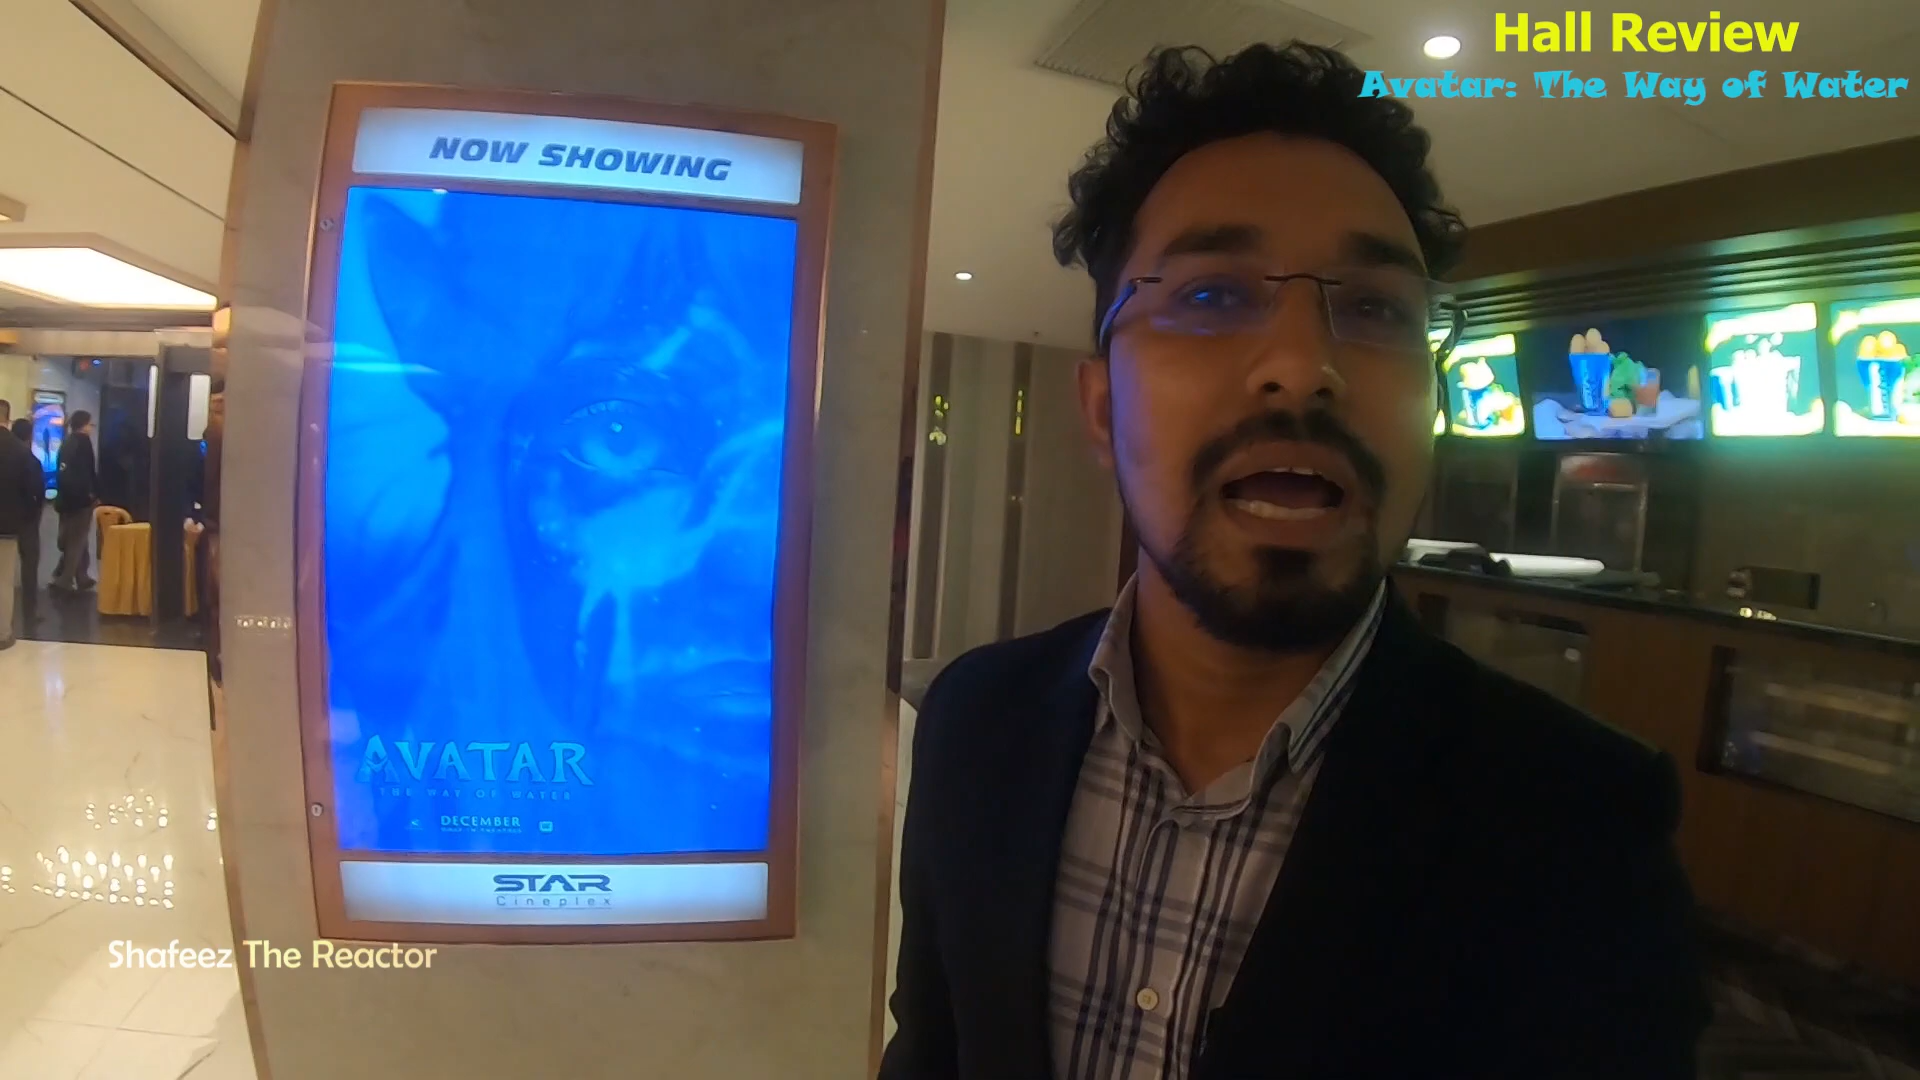 Hall Review
Avatar: The Way of Water
NOW SHOWING
AVATAR
THE WAY OF WATER
DECEMBER
STAR
Cineplex
Shafeez The Reactor